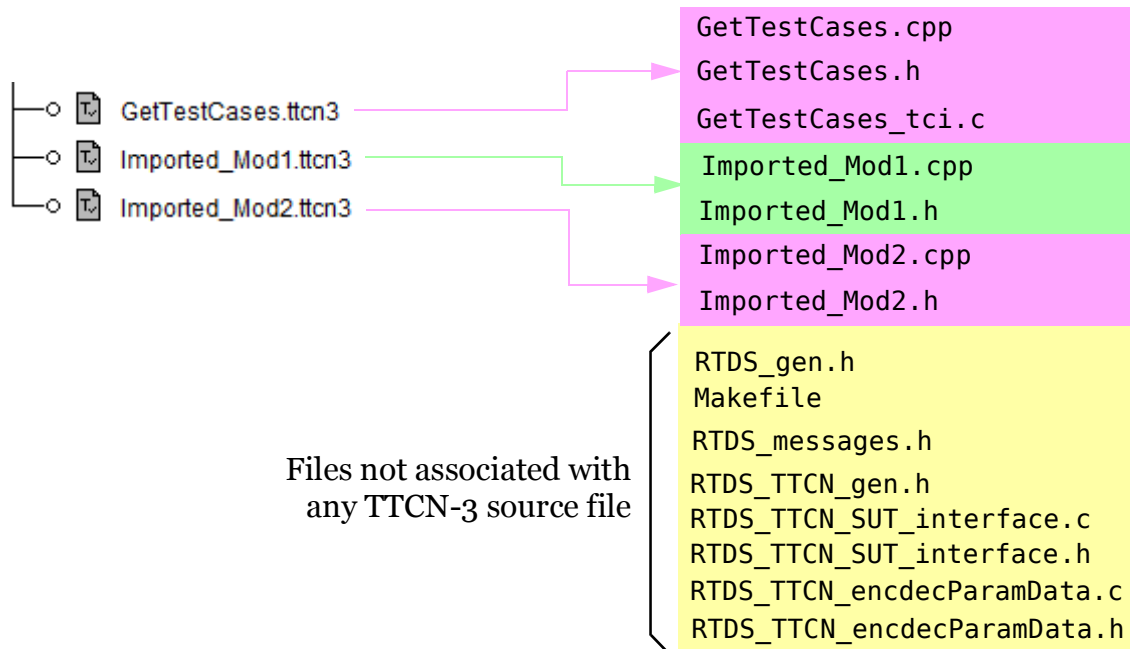 GetTestCases.ttcn3
Imported_Mod1.ttcn3
Imported_Mod2.ttcn3
GetTestCases.cpp
GetTestCases.h
GetTestCases_tci.c
Imported_Mod1.cpp
Imported_Mod1.h
Imported_Mod2.cpp
Imported_Mod2.h
Files not associated with
any TTCN-3 source file
RTDS_gen.h
Makefile
RTDS_messages.h
RTDS_TTCN_gen.h
RTDS_TTCN_SUT_interface.c
RTDS_TTCN_SUT_interface.h
RTDS_TTCN_encdecParamData.c
RTDS_TTCN_encdecParamData.h